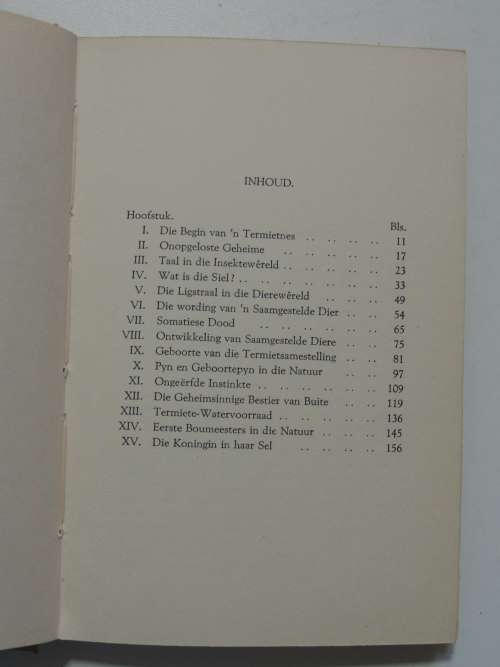 INHOUD.
Hoofstuk. Bls.
I. Die Begin van 'n Termietnes .. .. .. .. 11
II. Onopgeloste Geheime .. .. .. .. 17
III. Taal in die Insektewêreld .. .. .. .. 23
IV. Wat is die Siel? .. .. .. .. .. .. 33
V. Die Ligstraal in die Dierewêreld .. .. .. 49
VI. Die wording van 'n Saamgestelde Dier .. .. 54
VII. Somatiese Dood .. .. .. .. .. 65
VIII. Ontwikkeling van Saamgestelde Diere .. .. 75
IX. Geboorte van die Termietsamestelling .. .. 81
X. Pyn en Geboortepyn in die Natuur .. .. 97
XI. Ongeërfde Instinkte .. .. .. .. .. 109
XII. Die Geheimsinnige Bestier van Buite .. .. 119
XIII. Termiete-Watervoorraad .. .. .. .. 136
XIV. Eerste Boumeesters in die Natuur .. .. .. 145
XV. Die Koningin in haar Sel .. .. .. .. 156